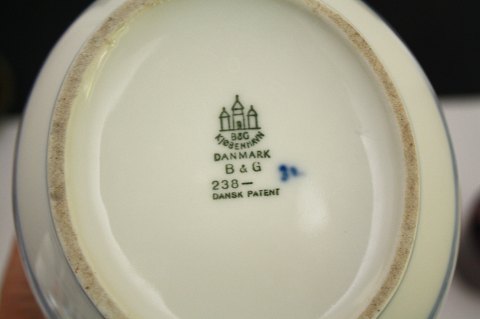 B&G
KJØBENHAVN
DANMARK
B & G
238—
DANSK PATENT